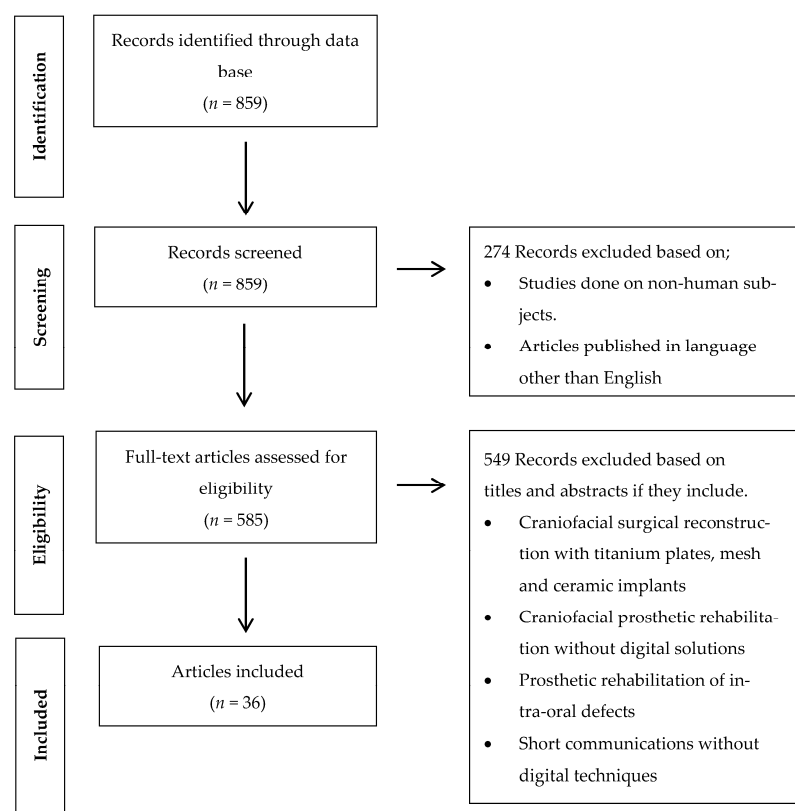 Identification
Records identified through data
base
(n = 859)
Screening
Records screened
(n = 859)
274 Records excluded based on;
• Studies done on non-human sub-
jects.
• Articles published in language
other than English
Eligibility
Full-text articles assessed for
eligibility
(n = 585)
549 Records excluded based on
titles and abstracts if they include.
• Craniofacial surgical reconstruc-
tion with titanium plates, mesh
and ceramic implants
• Craniofacial prosthetic rehabilita-
tion without digital solutions
• Prosthetic rehabilitation of in-
tra-oral defects
• Short communications without
digital techniques
Included
Articles included
(n = 36)